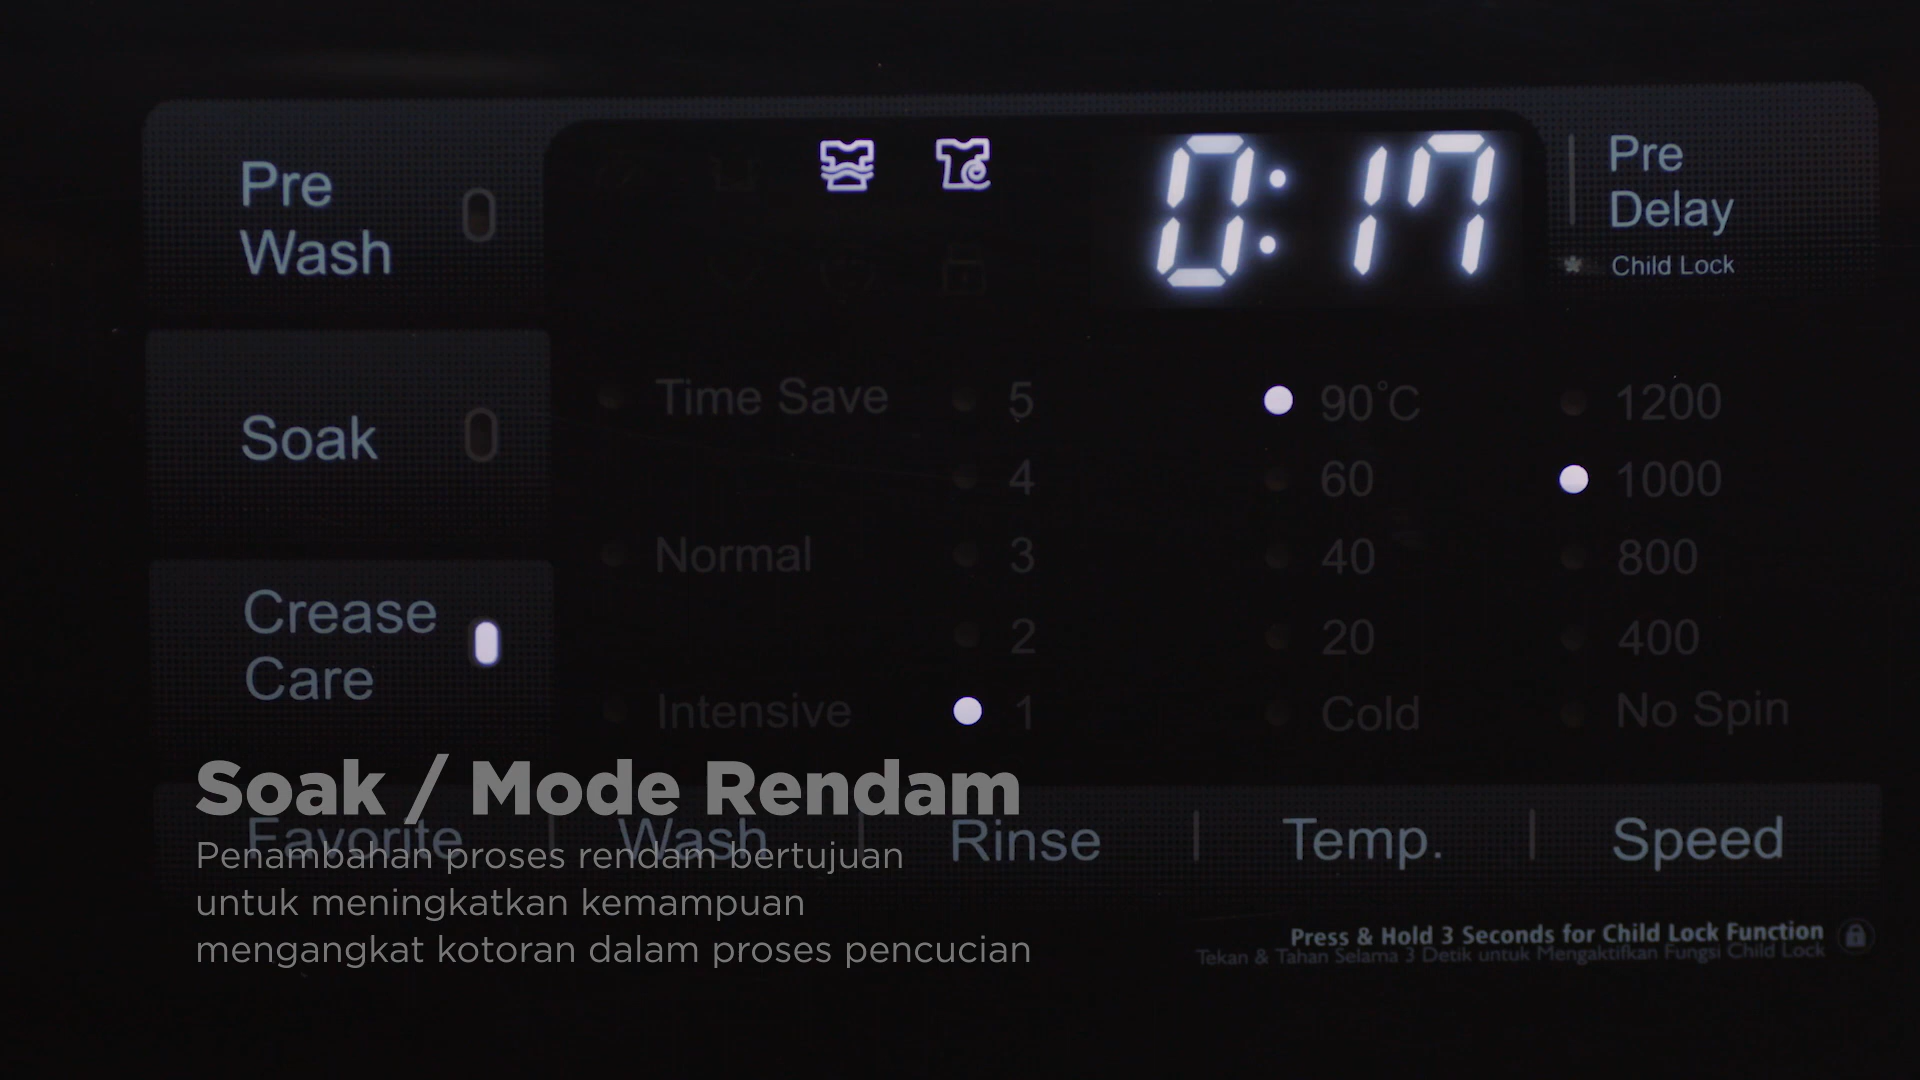 Pre
Wash
0:17
Pre
Delay
Child Lock
Soak
Time Save
5
90°C
1200
4
60
1000
Normal
3
40
800
2
20
400
Crease
Care
Intensive
1
Cold
No Spin
Soak / Mode Rendam
Favorite
Wash
Rinse
Temp.
Speed
Penambahan proses rendam bertujuan
untuk meningkatkan kemampuan
mengangkat kotoran dalam proses pencucian
Press & Hold 3 Seconds for Child Lock Function
Tekan & Tahan Selama 3 Detik untuk Mengaktifkan Fungsi Child Lock